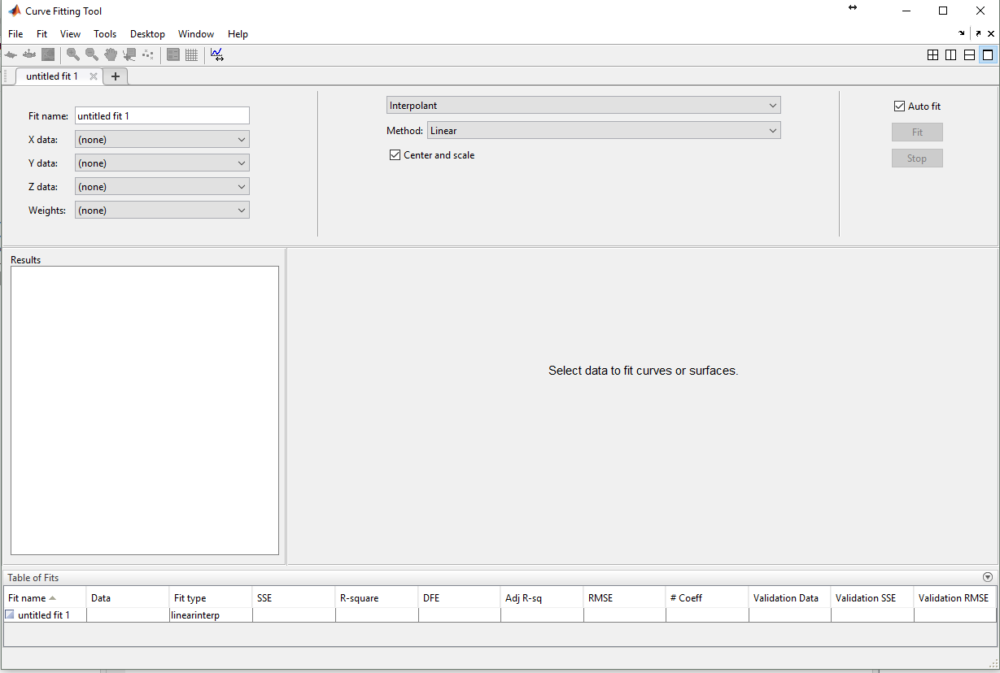 Curve Fitting Tool
File Fit View Tools Desktop Window Help
untitled fit 1
Fit name: untitled fit 1
X data: (none)
Y data: (none)
Z data: (none)
Weights: (none)
Interpolant
Method: Linear
Center and scale
Auto fit
Fit
Stop
Results
Select data to fit curves or surfaces.
Table of Fits
Fit name Data Fit type SSE R-square DFE Adj R-sq RMSE # Coeff Validation Data Validation SSE Validation RMSE
untitled fit 1 linearinterp